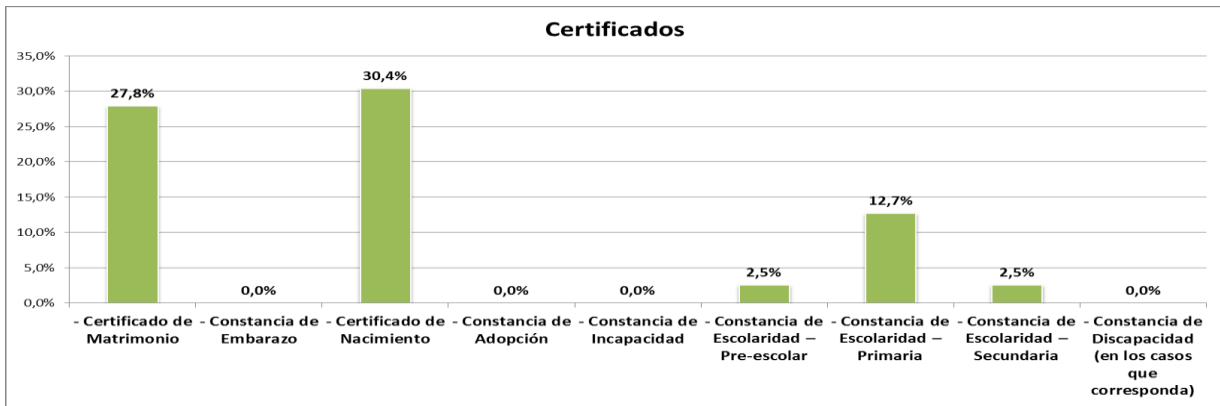 Certificados
35,0%
30,0%
25,0%
20,0%
15,0%
10,0%
5,0%
0,0%
27,8%
0,0%
30,4%
0,0%
0,0%
2,5%
12,7%
2,5%
0,0%
- Certificado de
Matrimonio
- Constancia de
Embarazo
- Certificado de
Nacimiento
- Constancia de
Adopción
- Constancia de
Incapacidad
- Constancia de
Escolaridad –
Pre-escolar
- Constancia de
Escolaridad –
Primaria
- Constancia de
Escolaridad –
Secundaria
- Constancia de
Discapacidad
(en los casos
que
corresponda)